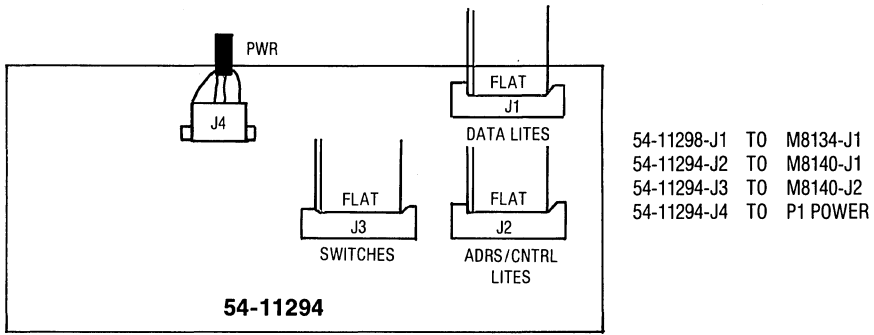 PWR
FLAT
J4
J1
DATA LITES
54-11298-J1 TO M8134-J1
54-11294-J2 TO M8140-J1
54-11294-J3 TO M8140-J2
54-11294-J4 TO P1 POWER
FLAT
FLAT
J3
J2
SWITCHES
ADRS/CNTRL
LITES
54-11294